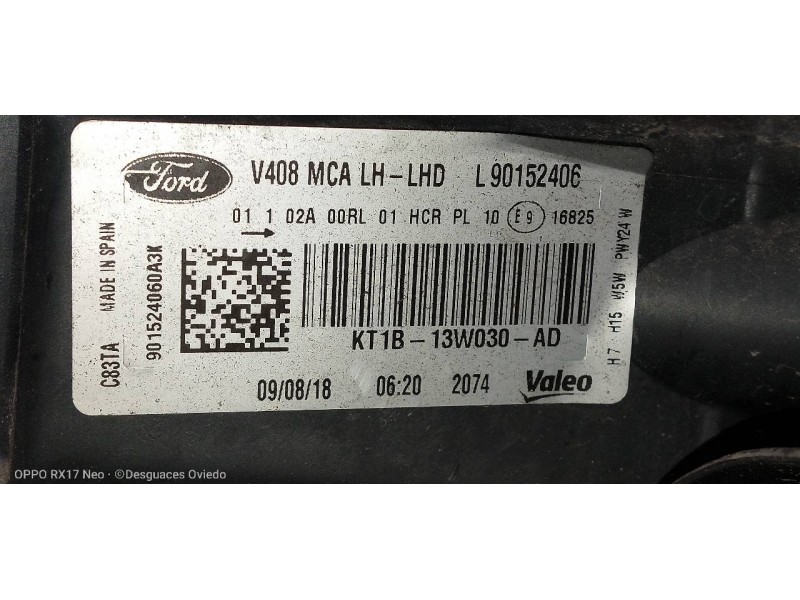 Ford V408 MCA LH-LHD L90152406
01 1 02A 00RL 01 HCR PL 10 E9 16825
C83TA MADE IN SPAIN
901524060A3K
KT1B-13W030-AD
09/08/18 06:20 2074 Valeo
H7 H15 W5W PWY24W
OPPO RX17 Neo · ©Desguaces Oviedo